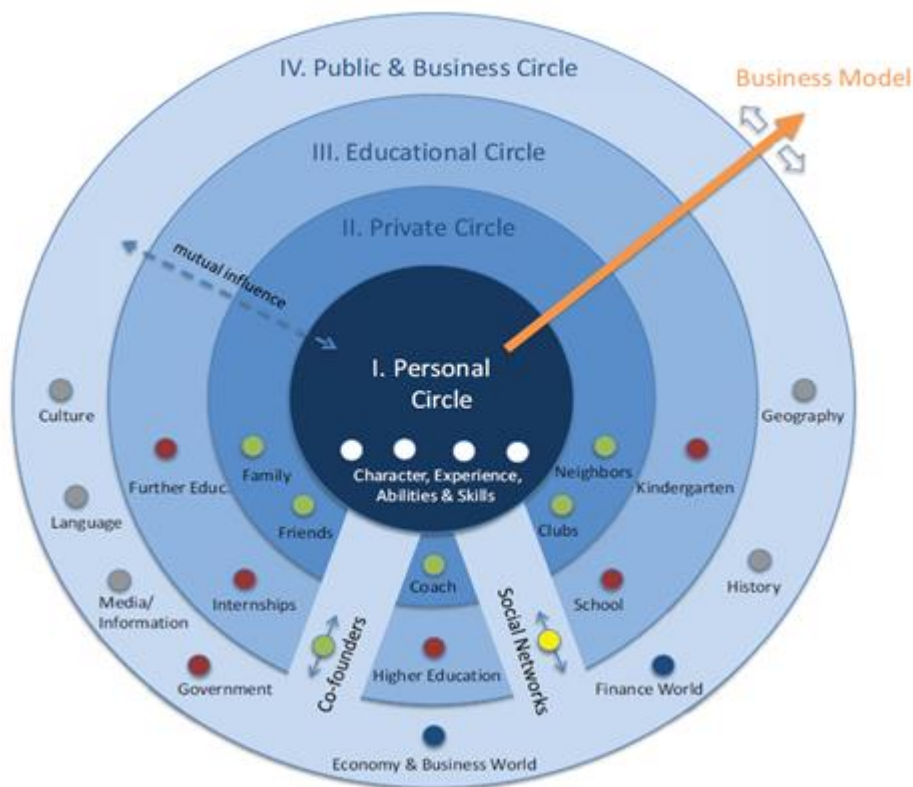 IV. Public & Business Circle
Business Model
III. Educational Circle
II. Private Circle
mutual influence
I. Personal
Circle
Culture
Geography
Family
Neighbors
Further Educ.
Kindergarten
Character, Experience,
Abilities & Skills
Language
Friends
Clubs
Coach
History
Media/
Information
Internships
School
Co-founders
Social Networks
Government
Higher Education
Finance World
Economy & Business World